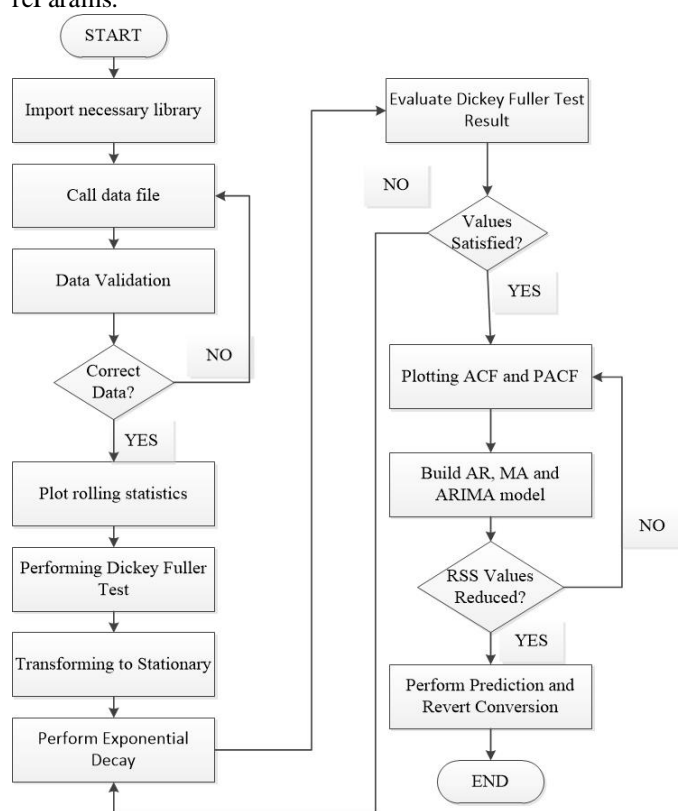 rcParams.
START
Import necessary library
Call data file
Data Validation
Correct
Data?
NO
YES
Plot rolling statistics
Performing Dickey Fuller
Test
Transforming to Stationary
Perform Exponential
Decay
Evaluate Dickey Fuller Test
Result
NO
Values
Satisfied?
YES
Plotting ACF and PACF
Build AR, MA and
ARIMA model
NO
RSS Values
Reduced?
YES
Perform Prediction and
Revert Conversion
END